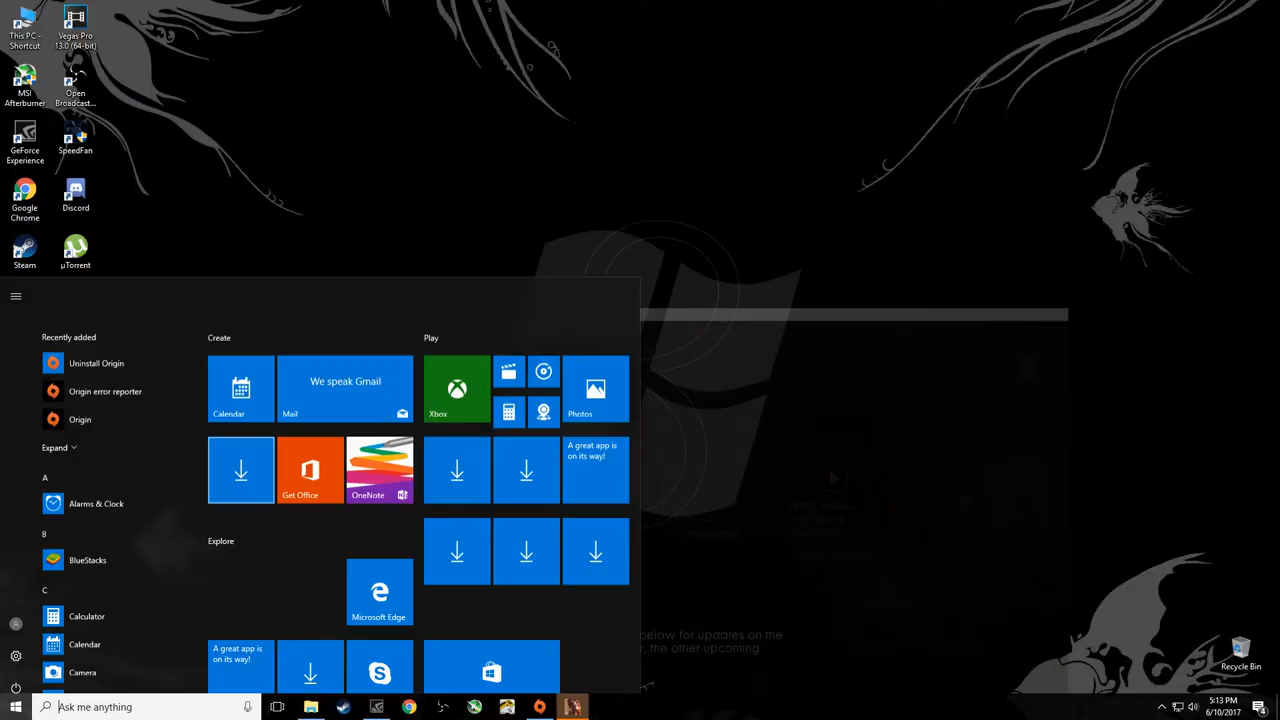 This PC -
Shortcut
Vegas Pro
13.0 (64-bit)
MSI
Afterburner
Open
Broadcast...
GeForce
Experience
SpeedFan
Google
Chrome
Discord
Steam
µTorrent
Recently added
Uninstall Origin
Origin error reporter
Origin
Expand
A
Alarms & Clock
B
BlueStacks
C
Calculator
Calendar
Camera
Create
Calendar
We speak Gmail
Mail
Get Office
OneNote
Explore
Microsoft Edge
A great app is
on its way!
Play
Xbox
Photos
A great app is
on its way!
below for updates on the
, the other upcoming
Recycle Bin
Ask me anything
5:13 PM
6/10/2017
4